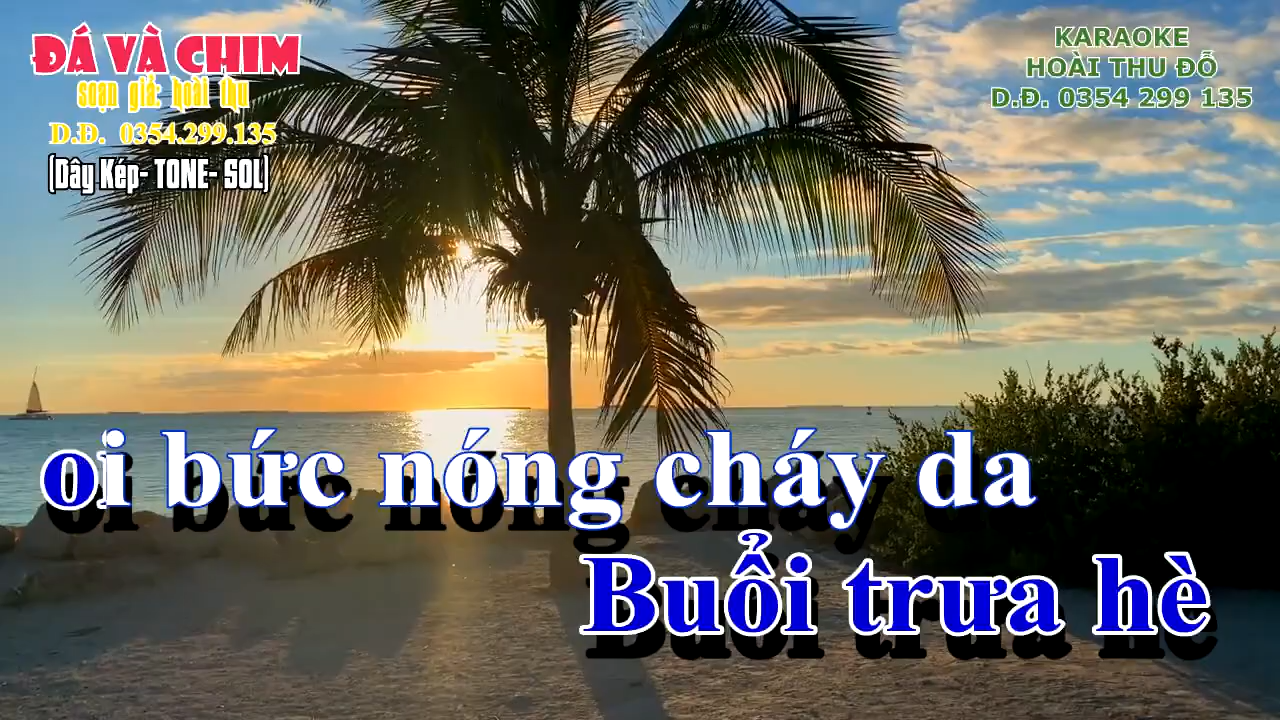 ĐÁ VÀ CHIM
soạn giả: hoài thu
D.Đ. 0354.299.135
(Dây Kép- TONE- SOL)
KARAOKE
HOÀI THU ĐỖ
D.Đ. 0354 299 135
oi bức nóng cháy da
Buổi trưa hè